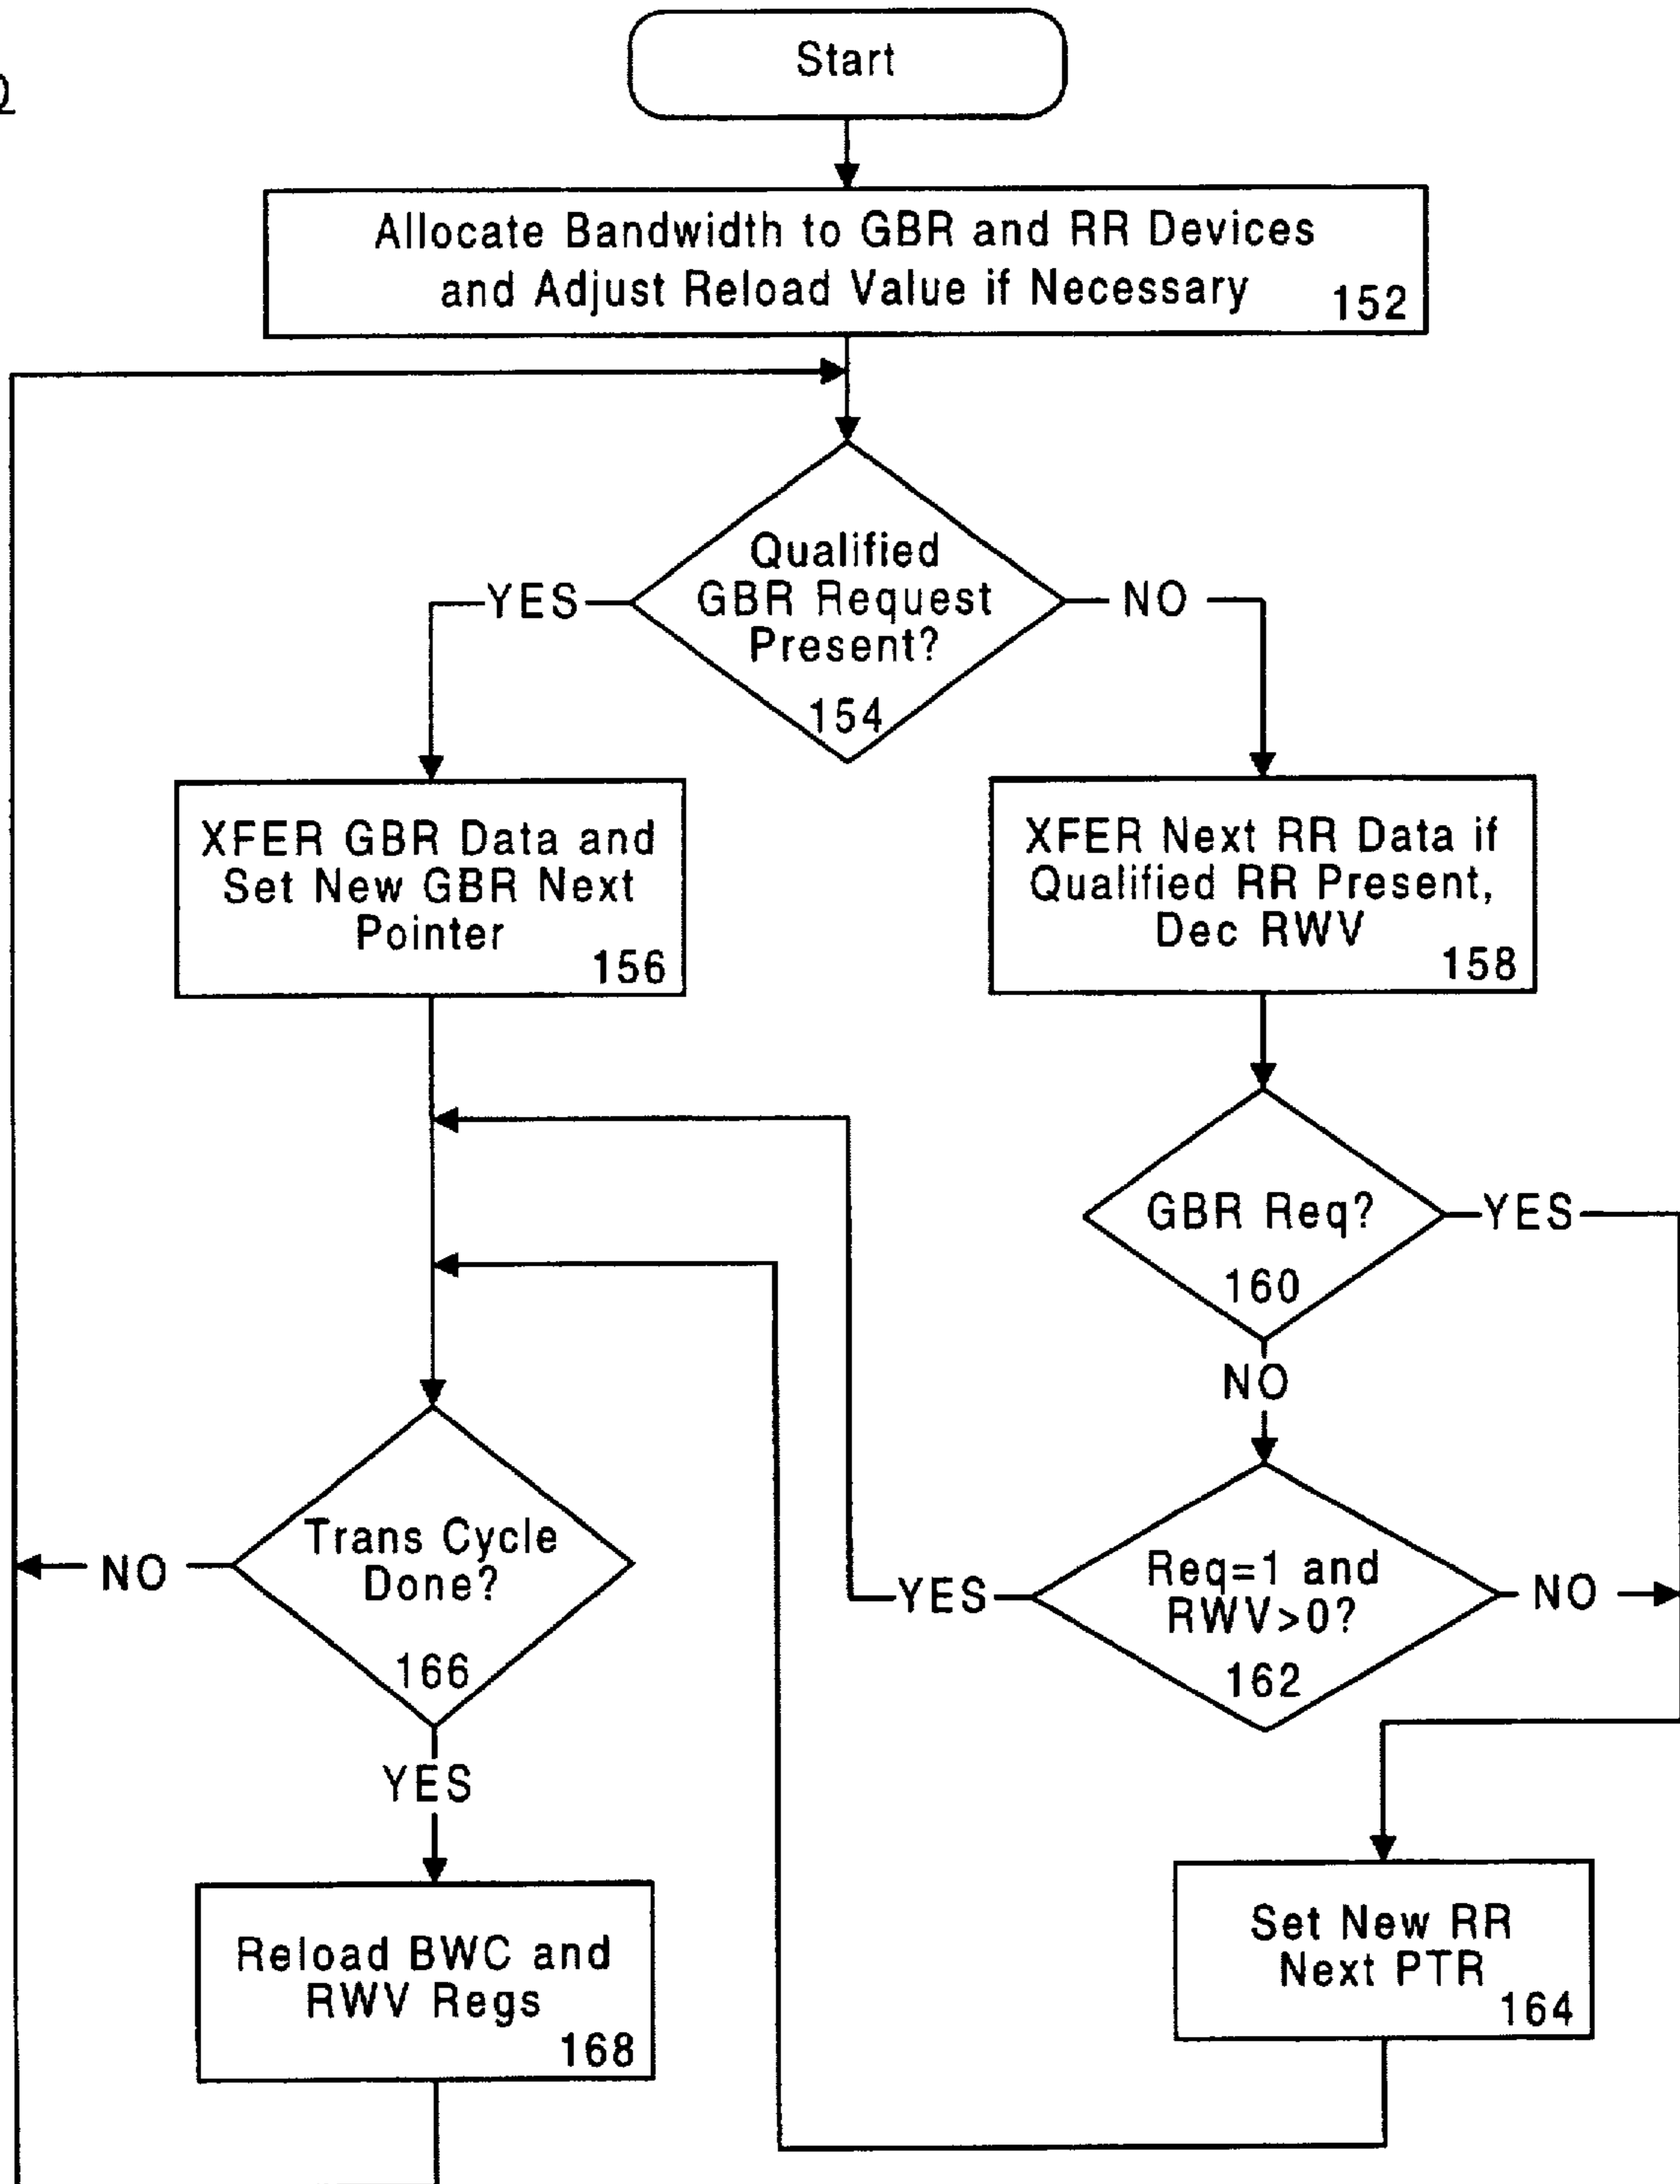 Start
Allocate Bandwidth to GBR and RR Devices
and Adjust Reload Value if Necessary
152
Qualified
GBR Request
Present?
154
YES
NO
XFER GBR Data and
Set New GBR Next
Pointer
156
XFER Next RR Data if
Qualified RR Present,
Dec RWV
158
GBR Req?
160
YES
NO
Req=1 and
RWV>0?
162
YES
NO
Trans Cycle
Done?
166
NO
YES
Set New RR
Next PTR
164
Reload BWC and
RWV Regs
168